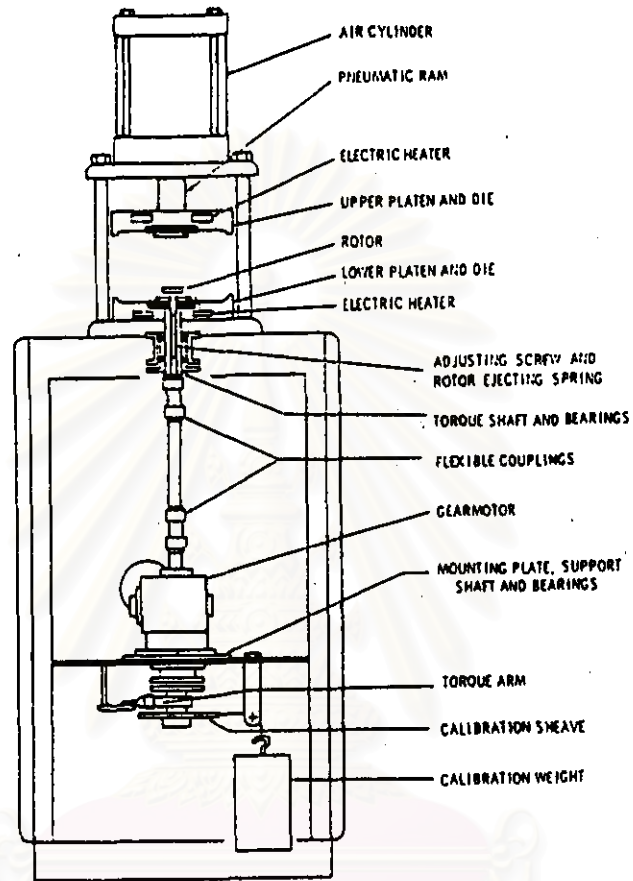 AIR CYLINDER
PNEUMATIC RAM
ELECTRIC HEATER
UPPER PLATEN AND DIE
ROTOR
LOWER PLATEN AND DIE
ELECTRIC HEATER
ADJUSTING SCREW AND
ROTOR EJECTING SPRING
TORQUE SHAFT AND BEARINGS
FLEXIBLE COUPLINGS
GEARMOTOR
MOUNTING PLATE, SUPPORT
SHAFT AND BEARINGS
TORQUE ARM
CALIBRATION SHEAVE
CALIBRATION WEIGHT